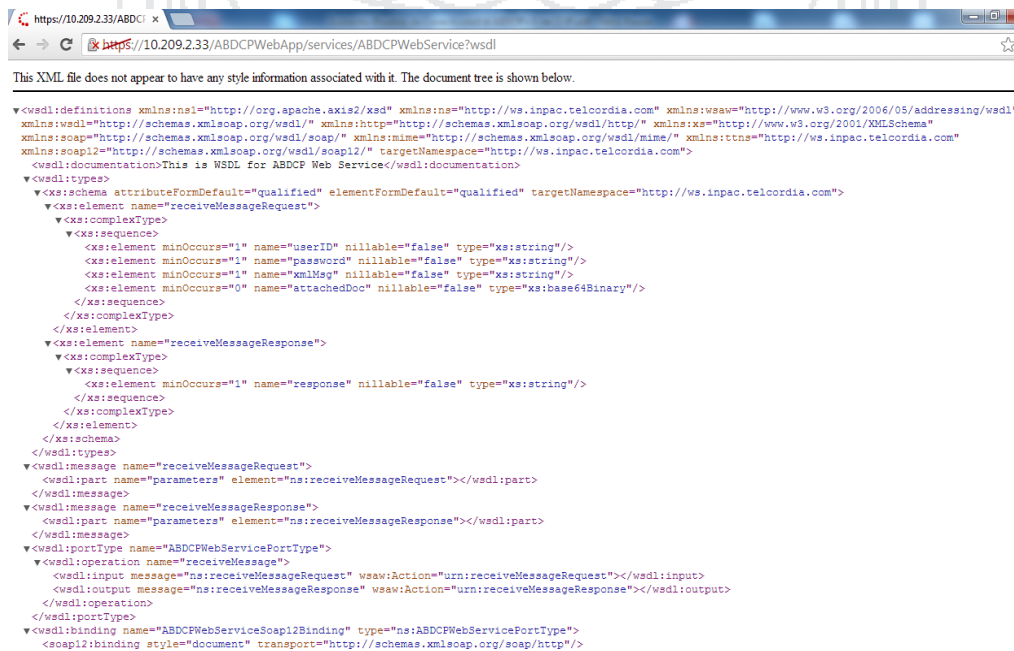 https://10.209.2.33/ABDCP ×
https://10.209.2.33/ABDCPWebApp/services/ABDCPWebService?wsdl
This XML file does not appear to have any style information associated with it. The document tree is shown below.
▼<wsdl:definitions xmlns:ns1="http://org.apache.axis2/xsd" xmlns:ns="http://ws.inpac.telcordia.com" xmlns:wsaw="http://www.w3.org/2006/05/addressing/wsdl"
xmlns:wsdl="http://schemas.xmlsoap.org/wsdl/" xmlns:http="http://schemas.xmlsoap.org/wsdl/http/" xmlns:xs="http://www.w3.org/2001/XMLSchema"
xmlns:soap="http://schemas.xmlsoap.org/wsdl/soap/" xmlns:mime="http://schemas.xmlsoap.org/wsdl/mime/" xmlns:ttns="http://ws.inpac.telcordia.com"
xmlns:soap12="http://schemas.xmlsoap.org/wsdl/soap12/" targetNamespace="http://ws.inpac.telcordia.com">
<wsdl:documentation>This is WSDL for ABDCP Web Service</wsdl:documentation>
▼<wsdl:types>
▼<xs:schema attributeFormDefault="qualified" elementFormDefault="qualified" targetNamespace="http://ws.inpac.telcordia.com">
▼<xs:element name="receiveMessageRequest">
▼<xs:complexType>
▼<xs:sequence>
<xs:element minOccurs="1" name="userID" nillable="false" type="xs:string"/>
<xs:element minOccurs="1" name="password" nillable="false" type="xs:string"/>
<xs:element minOccurs="1" name="xmlMsg" nillable="false" type="xs:string"/>
<xs:element minOccurs="0" name="attachedDoc" nillable="false" type="xs:base64Binary"/>
</xs:sequence>
</xs:complexType>
</xs:element>
▼<xs:element name="receiveMessageResponse">
▼<xs:complexType>
▼<xs:sequence>
<xs:element minOccurs="1" name="response" nillable="false" type="xs:string"/>
</xs:sequence>
</xs:complexType>
</xs:element>
</xs:schema>
</wsdl:types>
▼<wsdl:message name="receiveMessageRequest">
<wsdl:part name="parameters" element="ns:receiveMessageRequest"></wsdl:part>
</wsdl:message>
▼<wsdl:message name="receiveMessageResponse">
<wsdl:part name="parameters" element="ns:receiveMessageResponse"></wsdl:part>
</wsdl:message>
▼<wsdl:portType name="ABDCPWebServicePortType">
▼<wsdl:operation name="receiveMessage">
<wsdl:input message="ns:receiveMessageRequest" wsaw:Action="urn:receiveMessageRequest"></wsdl:input>
<wsdl:output message="ns:receiveMessageResponse" wsaw:Action="urn:receiveMessageResponse"></wsdl:output>
</wsdl:operation>
</wsdl:portType>
▼<wsdl:binding name="ABDCPWebServiceSoap12Binding" type="ns:ABDCPWebServicePortType">
<soap12:binding style="document" transport="http://schemas.xmlsoap.org/soap/http"/>